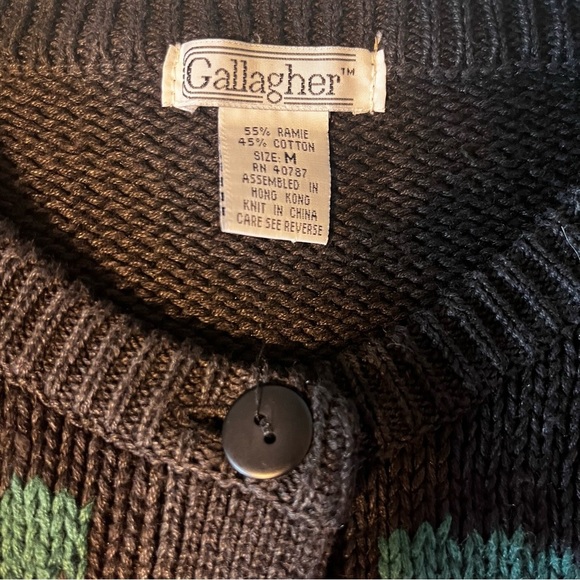 Gallagher™
55% RAMIE
45% COTTON
SIZE: M
RN 40787
ASSEMBLED IN
HONG KONG
KNIT IN CHINA
CARE SEE REVERSE